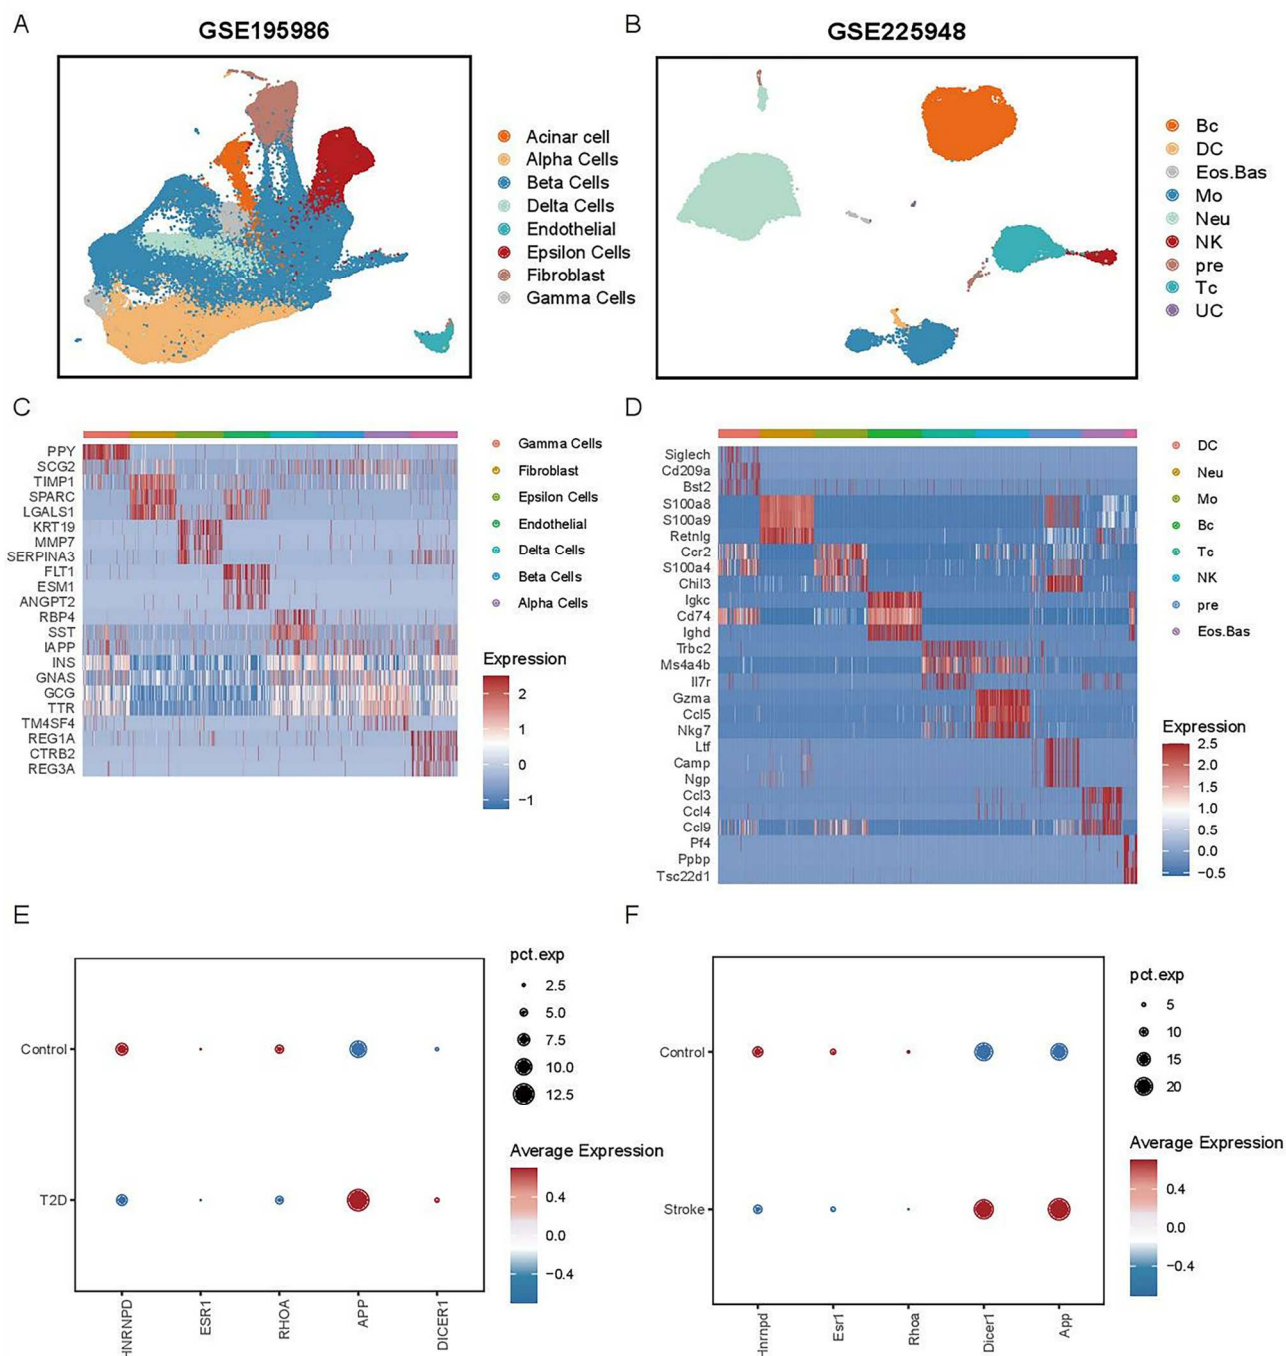 A
GSE195986
Acinar cell
Alpha Cells
Beta Cells
Delta Cells
Endothelial
Epsilon Cells
Fibroblast
Gamma Cells
B
GSE225948
Bc
DC
Eos.Bas
Mo
Neu
NK
pre
Tc
UC
C
PPY
SCG2
TIMP1
SPARC
LGALS1
KRT19
MMP7
SERPINA3
FLT1
ESM1
ANGPT2
RBP4
SST
IAPP
INS
GNAS
GCG
TTR
TM4SF4
REG1A
CTRB2
REG3A
Gamma Cells
Fibroblast
Epsilon Cells
Endothelial
Delta Cells
Beta Cells
Alpha Cells
Expression
2
1
0
−1
D
Siglech
Cd209a
Bst2
S100a8
S100a9
Retnlg
Ccr2
S100a4
Chil3
Igkc
Cd74
Ighd
Trbc2
Ms4a4b
Il7r
Gzma
Ccl5
Nkg7
Ltf
Camp
Ngp
Ccl3
Ccl4
Ccl9
Pf4
Ppbp
Tsc22d1
DC
Neu
Mo
Bc
Tc
NK
pre
Eos.Bas
Expression
2.5
2.0
1.5
1.0
0.5
0.0
−0.5
E
Control
T2D
HNRNPD
ESR1
RHOA
APP
DICER1
pct.exp
2.5
5.0
7.5
10.0
12.5
Average Expression
0.4
0.0
−0.4
F
Control
Stroke
Hnrnpd
Esr1
Rhoa
Dicer1
App
pct.exp
5
10
15
20
Average Expression
0.4
0.0
−0.4